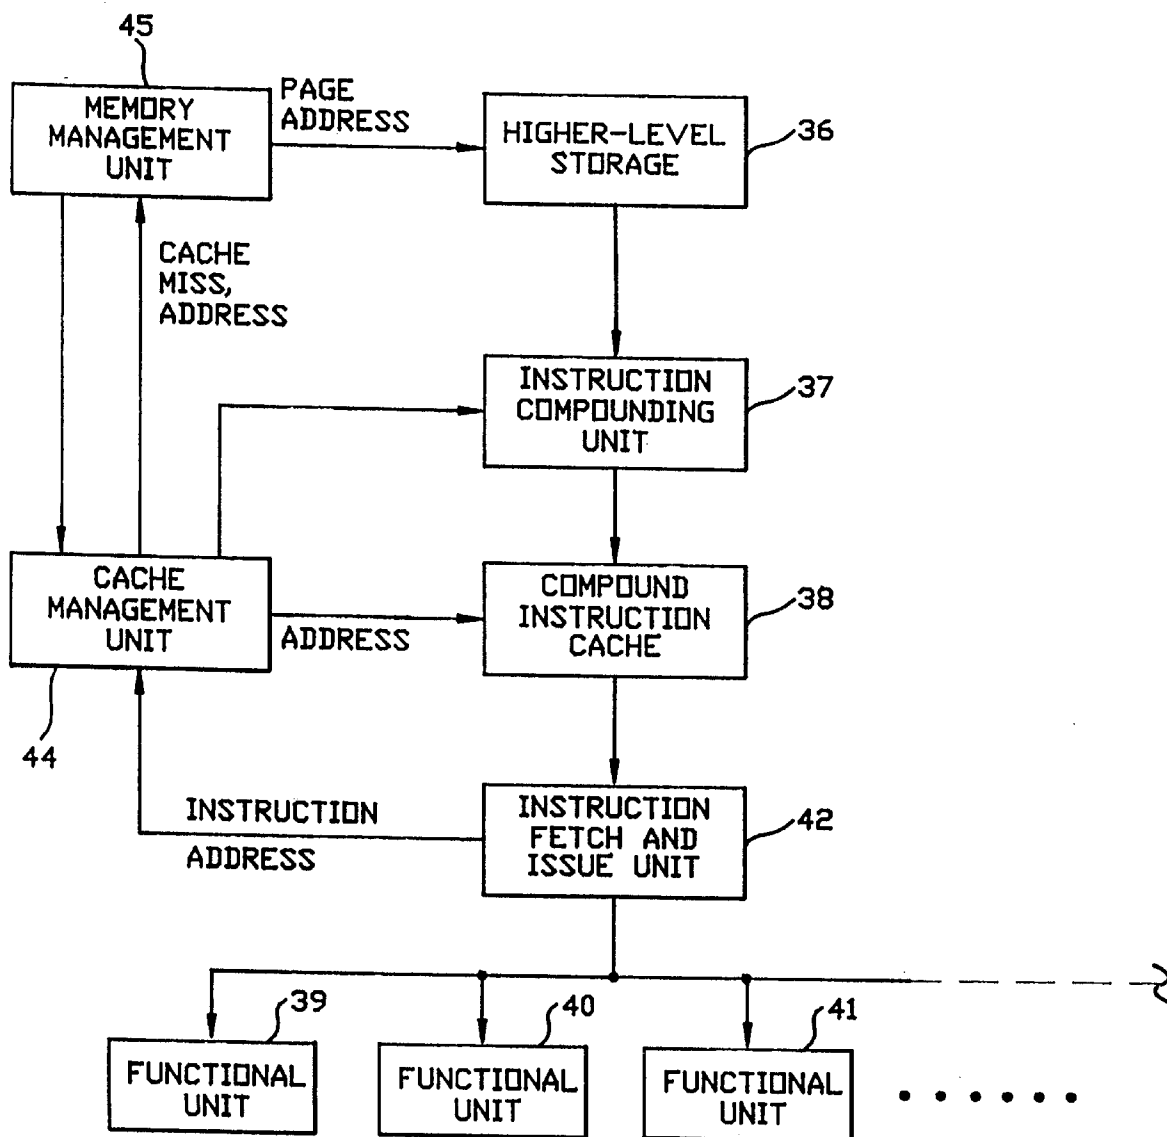 45
MEMORY
MANAGEMENT
UNIT
PAGE
ADDRESS
HIGHER-LEVEL
STORAGE
36
CACHE
MISS,
ADDRESS
INSTRUCTION
COMPOUNDING
UNIT
37
CACHE
MANAGEMENT
UNIT
44
ADDRESS
COMPOUND
INSTRUCTION
CACHE
38
INSTRUCTION
ADDRESS
INSTRUCTION
FETCH AND
ISSUE UNIT
42
39
FUNCTIONAL
UNIT
40
FUNCTIONAL
UNIT
41
FUNCTIONAL
UNIT